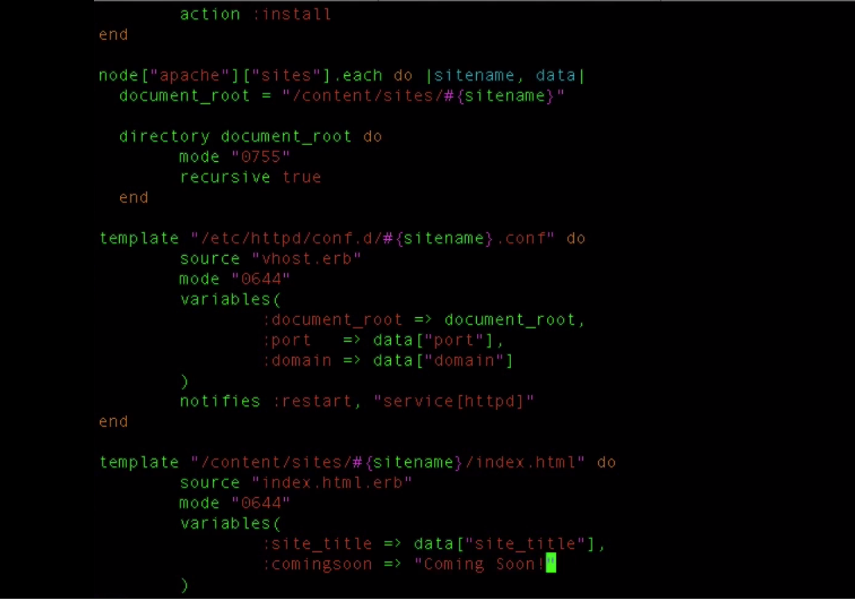 action :install
end

node["apache"]["sites"].each do |sitename, data|
  document_root = "/content/sites/#{sitename}"

  directory document_root do
        mode "0755"
        recursive true
  end

template "/etc/httpd/conf.d/#{sitename}.conf" do
        source "vhost.erb"
        mode "0644"
        variables(
                :document_root => document_root,
                :port   => data["port"],
                :domain => data["domain"]
        )
        notifies :restart, "service[httpd]"
end

template "/content/sites/#{sitename}/index.html" do
        source "index.html.erb"
        mode "0644"
        variables(
                :site_title => data["site_title"],
                :comingsoon => "Coming Soon!"
        )